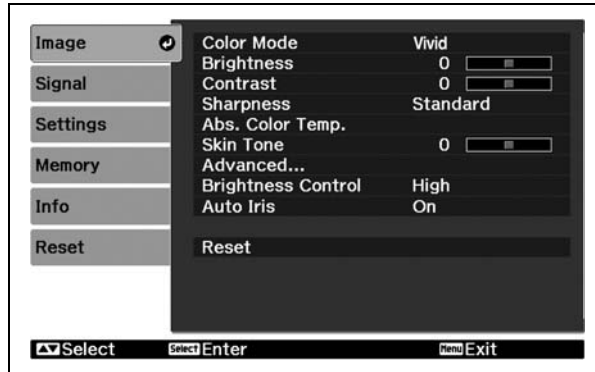 Image
Signal
Settings
Memory
Info
Reset
Color Mode Vivid
Brightness 0
Contrast 0
Sharpness Standard
Abs. Color Temp.
Skin Tone 0
Advanced...
Brightness Control High
Auto Iris On
Reset
Select Select Enter Menu Exit